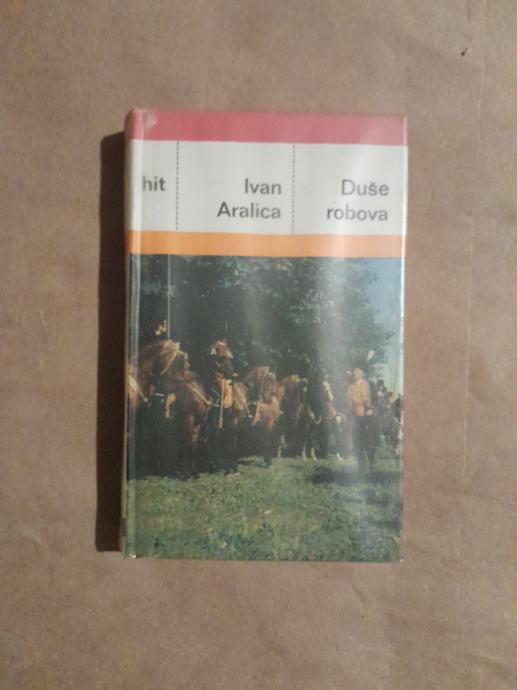 hit
Ivan
Aralica
Duše
robova